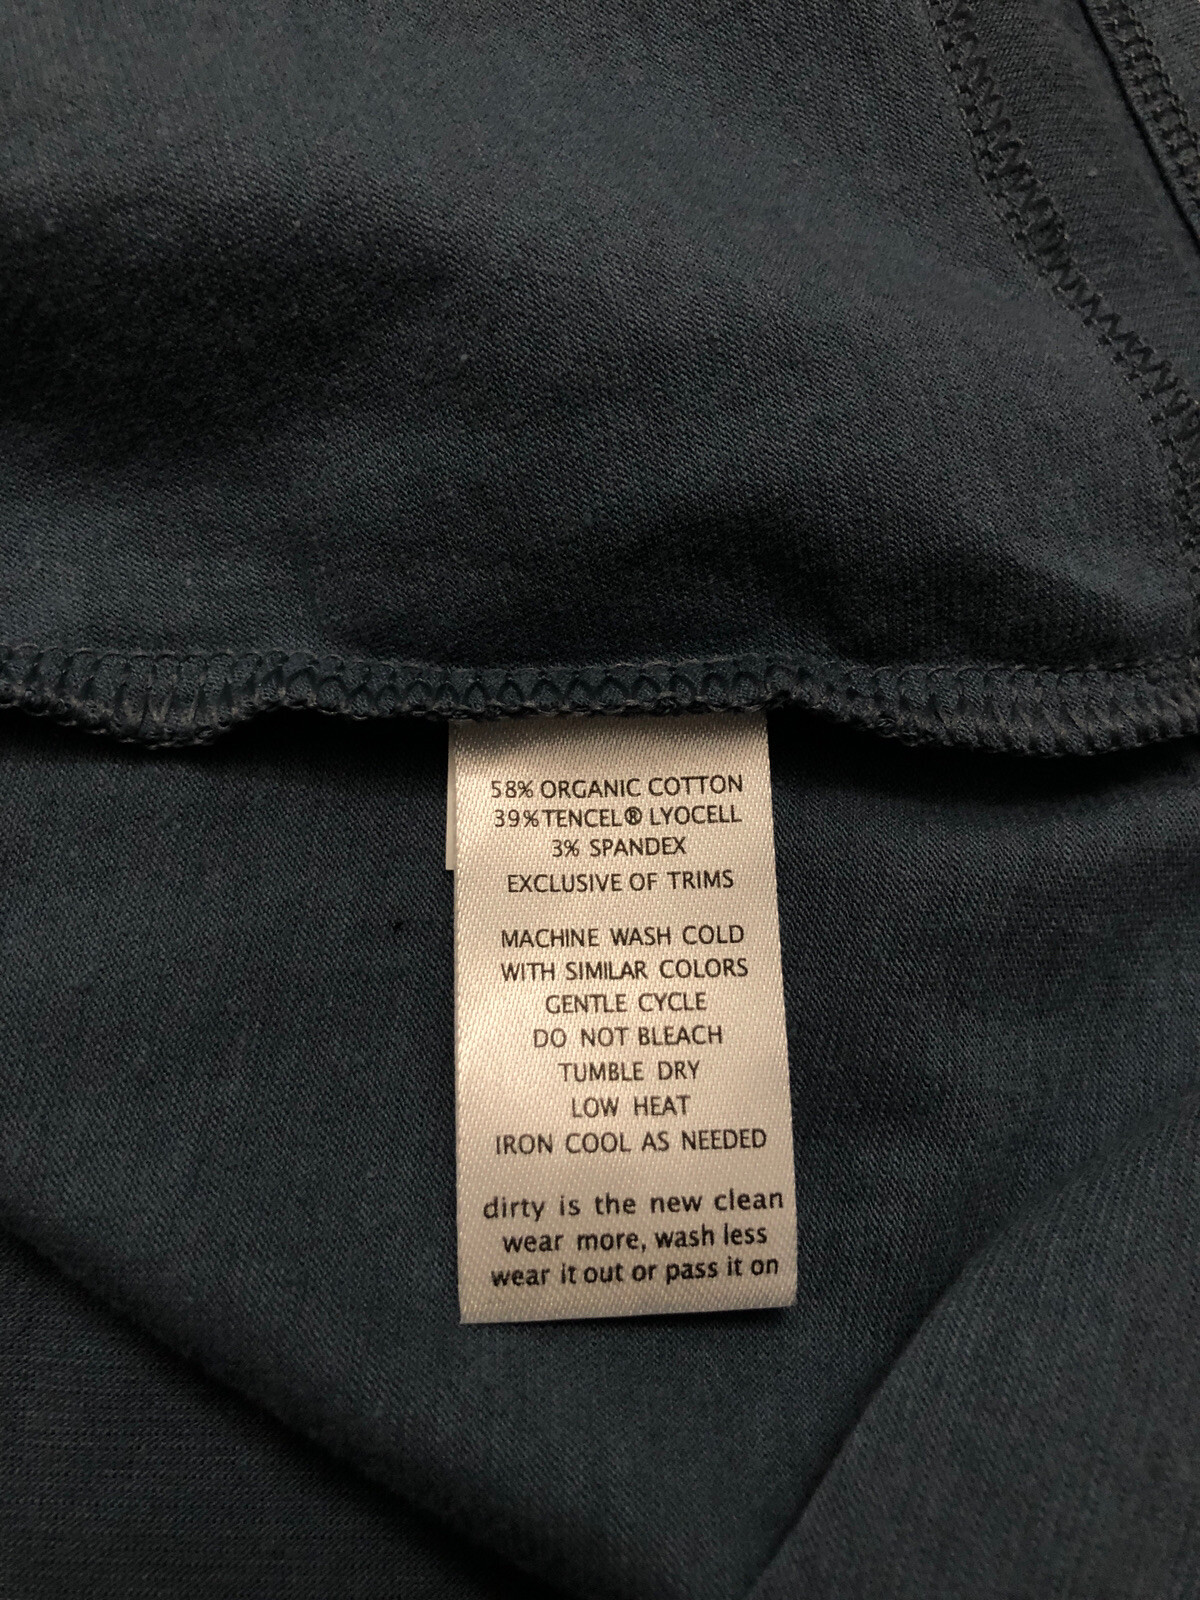 58% ORGANIC COTTON
39% TENCEL® LYOCELL
3% SPANDEX
EXCLUSIVE OF TRIMS
MACHINE WASH COLD
WITH SIMILAR COLORS
GENTLE CYCLE
DO NOT BLEACH
TUMBLE DRY
LOW HEAT
IRON COOL AS NEEDED
dirty is the new clean
wear more, wash less
wear it out or pass it on